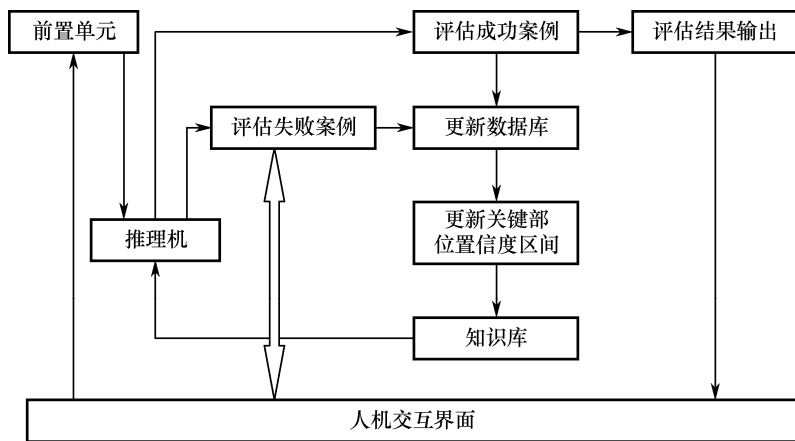 前置单元
评估成功案例
评估结果输出
评估失败案例
更新数据库
推理机
更新关键部
位置信度区间
知识库
人机交互界面